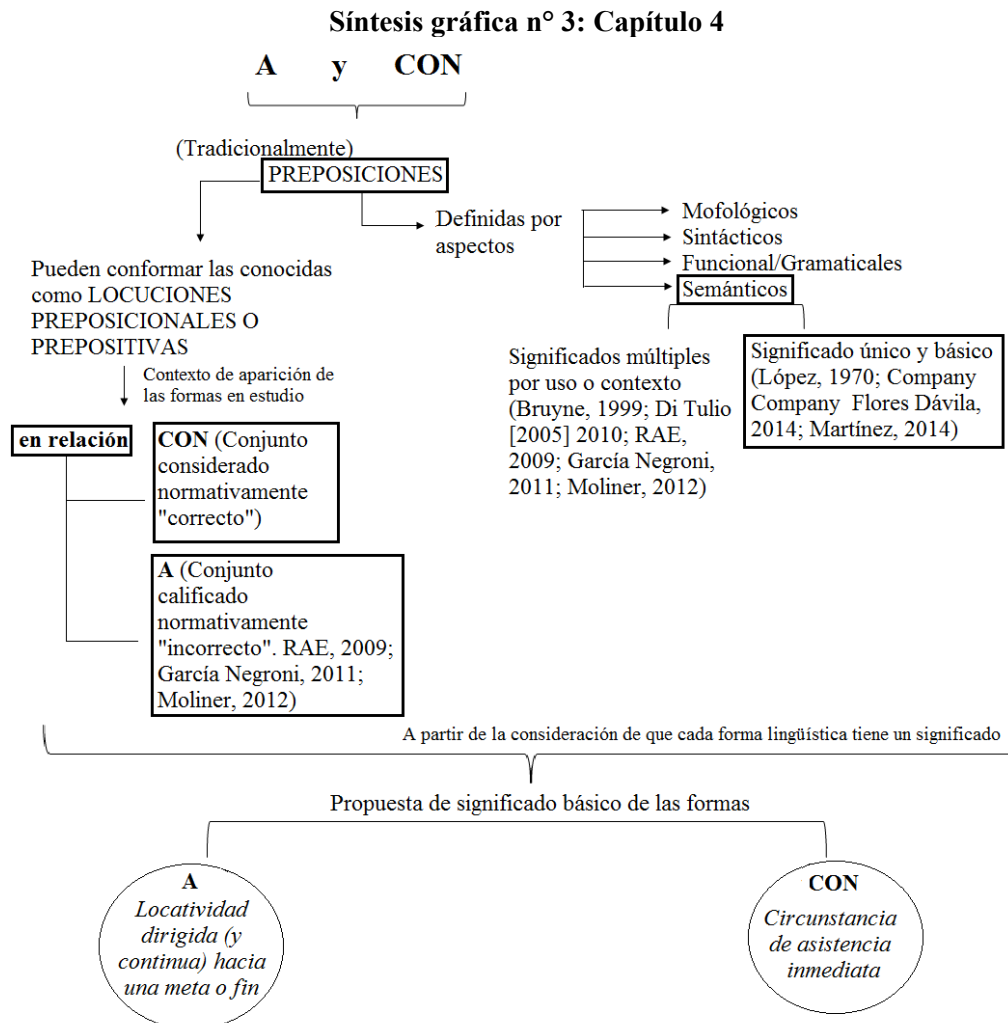 Síntesis gráfica n° 3: Capítulo 4
A y CON
(Tradicionalmente)
PREPOSICIONES
Definidas por
aspectos
Mofológicos
Sintácticos
Funcional/Gramaticales
Semánticos
Pueden conformar las conocidas
como LOCUCIONES
PREPOSICIONALES O
PREPOSITIVAS
Significados múltiples
por uso o contexto
(Bruyne, 1999; Di Tulio
[2005] 2010; RAE,
2009; García Negroni,
2011; Moliner, 2012)
Significado único y básico
(López, 1970; Company
Company Flores Dávila,
2014; Martínez, 2014)
Contexto de aparición de
las formas en estudio
en relación
CON (Conjunto
considerado
normativamente
"correcto")
A (Conjunto
calificado
normativamente
"incorrecto". RAE, 2009;
García Negroni, 2011;
Moliner, 2012)
A partir de la consideración de que cada forma lingüística tiene un significado
Propuesta de significado básico de las formas
A
Locatividad
dirigida (y
continua) hacia
una meta o fin
CON
Circunstancia
de asistencia
inmediata